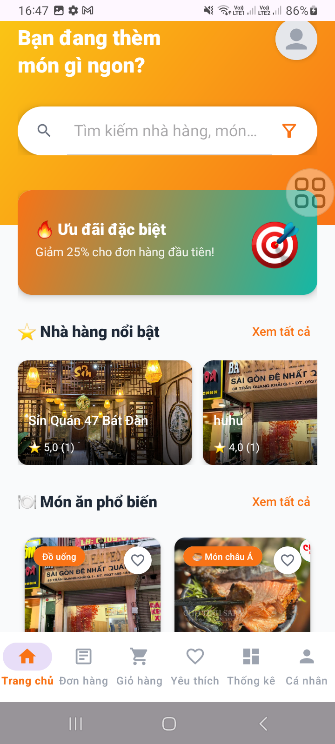 16:47
86%
Bạn đang thèm
món gì ngon?
Tìm kiếm nhà hàng, món...
Ưu đãi đặc biệt
Giảm 25% cho đơn hàng đầu tiên!
Nhà hàng nổi bật
Xem tất cả
Sín Quán 47 Bát Đàn
huhu
5,0 (1)
4,0 (1)
Món ăn phổ biến
Xem tất cả
Đồ uống
Món châu Á
Trang chủ
Đơn hàng
Giỏ hàng
Yêu thích
Thống kê
Cá nhân